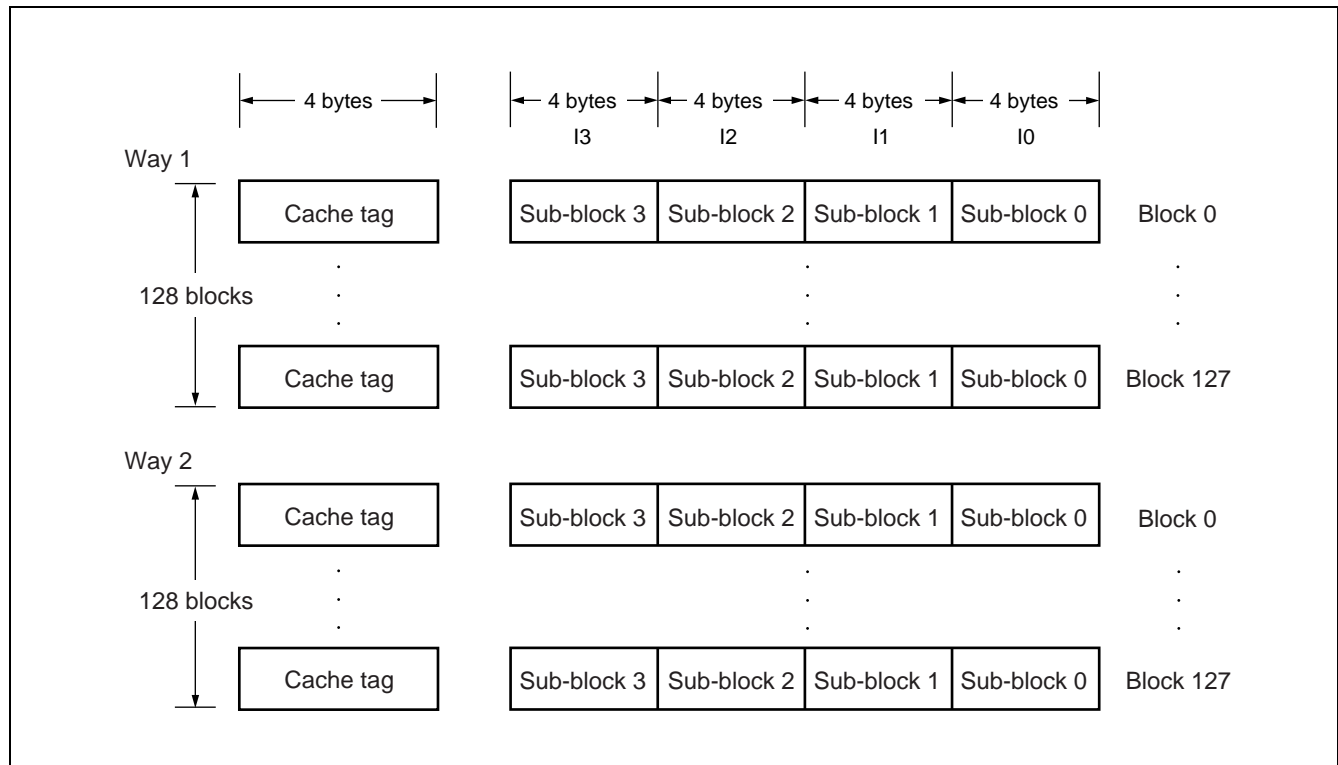 4 bytes 4 bytes 4 bytes 4 bytes 4 bytes
I3 I2 I1 I0
Way 1
Cache tag Sub-block 3 Sub-block 2 Sub-block 1 Sub-block 0 Block 0
128 blocks
Cache tag Sub-block 3 Sub-block 2 Sub-block 1 Sub-block 0 Block 127
Way 2
Cache tag Sub-block 3 Sub-block 2 Sub-block 1 Sub-block 0 Block 0
128 blocks
Cache tag Sub-block 3 Sub-block 2 Sub-block 1 Sub-block 0 Block 127